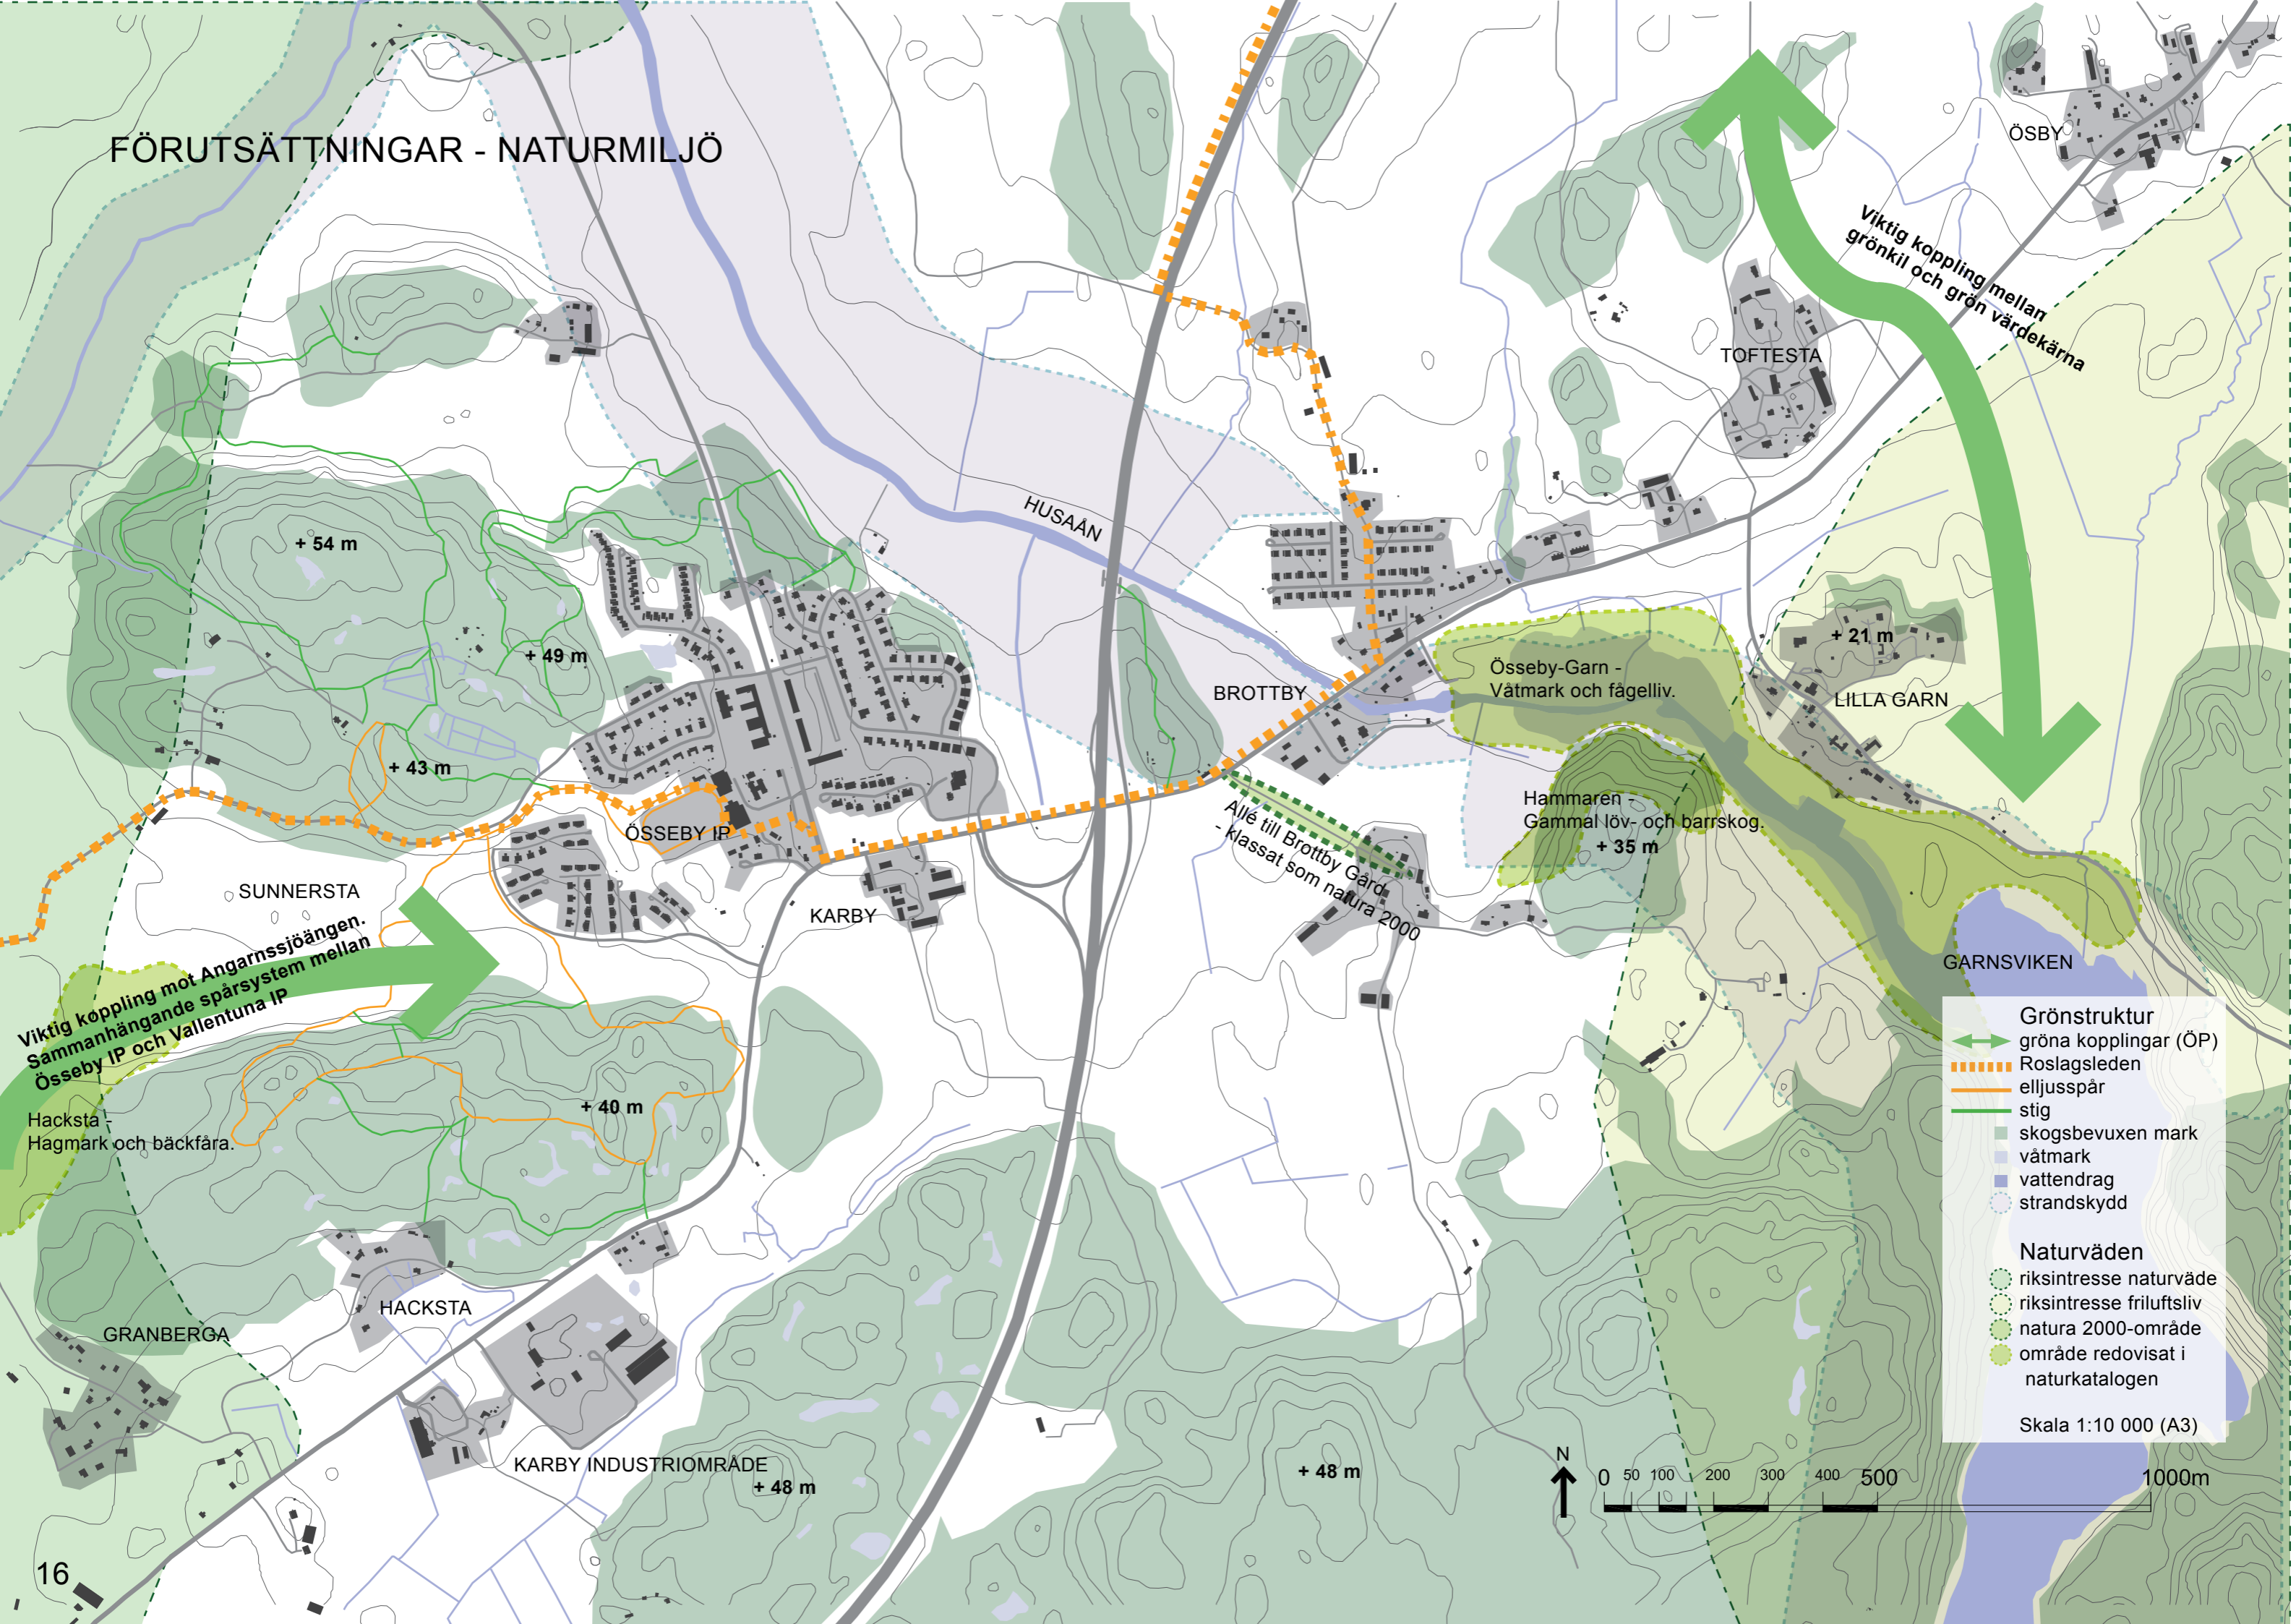 FÖRUTSÄTTNINGAR - NATURMILJÖ
ÖSBY
Viktig koppling mellan
grönkil och grön värdekärna
TOFTESTA
HUSAÅN
+ 54 m
+ 49 m
+ 43 m
+ 21 m
Össeby-Garn -
Våtmark och fågelliv.
BROTTBY
LILLA GARN
Hammaren -
Gammal löv- och barrskog.
+ 35 m
ÖSSEBY IP
Allé till Brottby Gård
- klassat som natura 2000
SUNNERSTA
KARBY
Viktig koppling mot Angarnssjöängen.
Sammanhängande spårsystem mellan
Össeby IP och Vallentuna IP
GARNSVIKEN
Hacksta -
Hagmark och bäckfåra.
+ 40 m
HACKSTA
GRANBERGA
KARBY INDUSTRIOMRÅDE
+ 48 m
+ 48 m
Grönstruktur
gröna kopplingar (ÖP)
Roslagsleden
elljusspår
stig
skogsbevuxen mark
våtmark
vattendrag
strandskydd
Naturväden
riksintresse naturväde
riksintresse friluftsliv
natura 2000-område
område redovisat i
naturkatalogen
Skala 1:10 000 (A3)
N
0 50 100 200 300 400 500 1000m
16